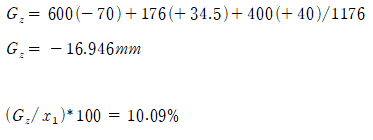 G_z = 600(−70)+176(+34.5)+400(+40)/1176
G_z = −16.946mm
(G_z/x_1)*100 = 10.09%